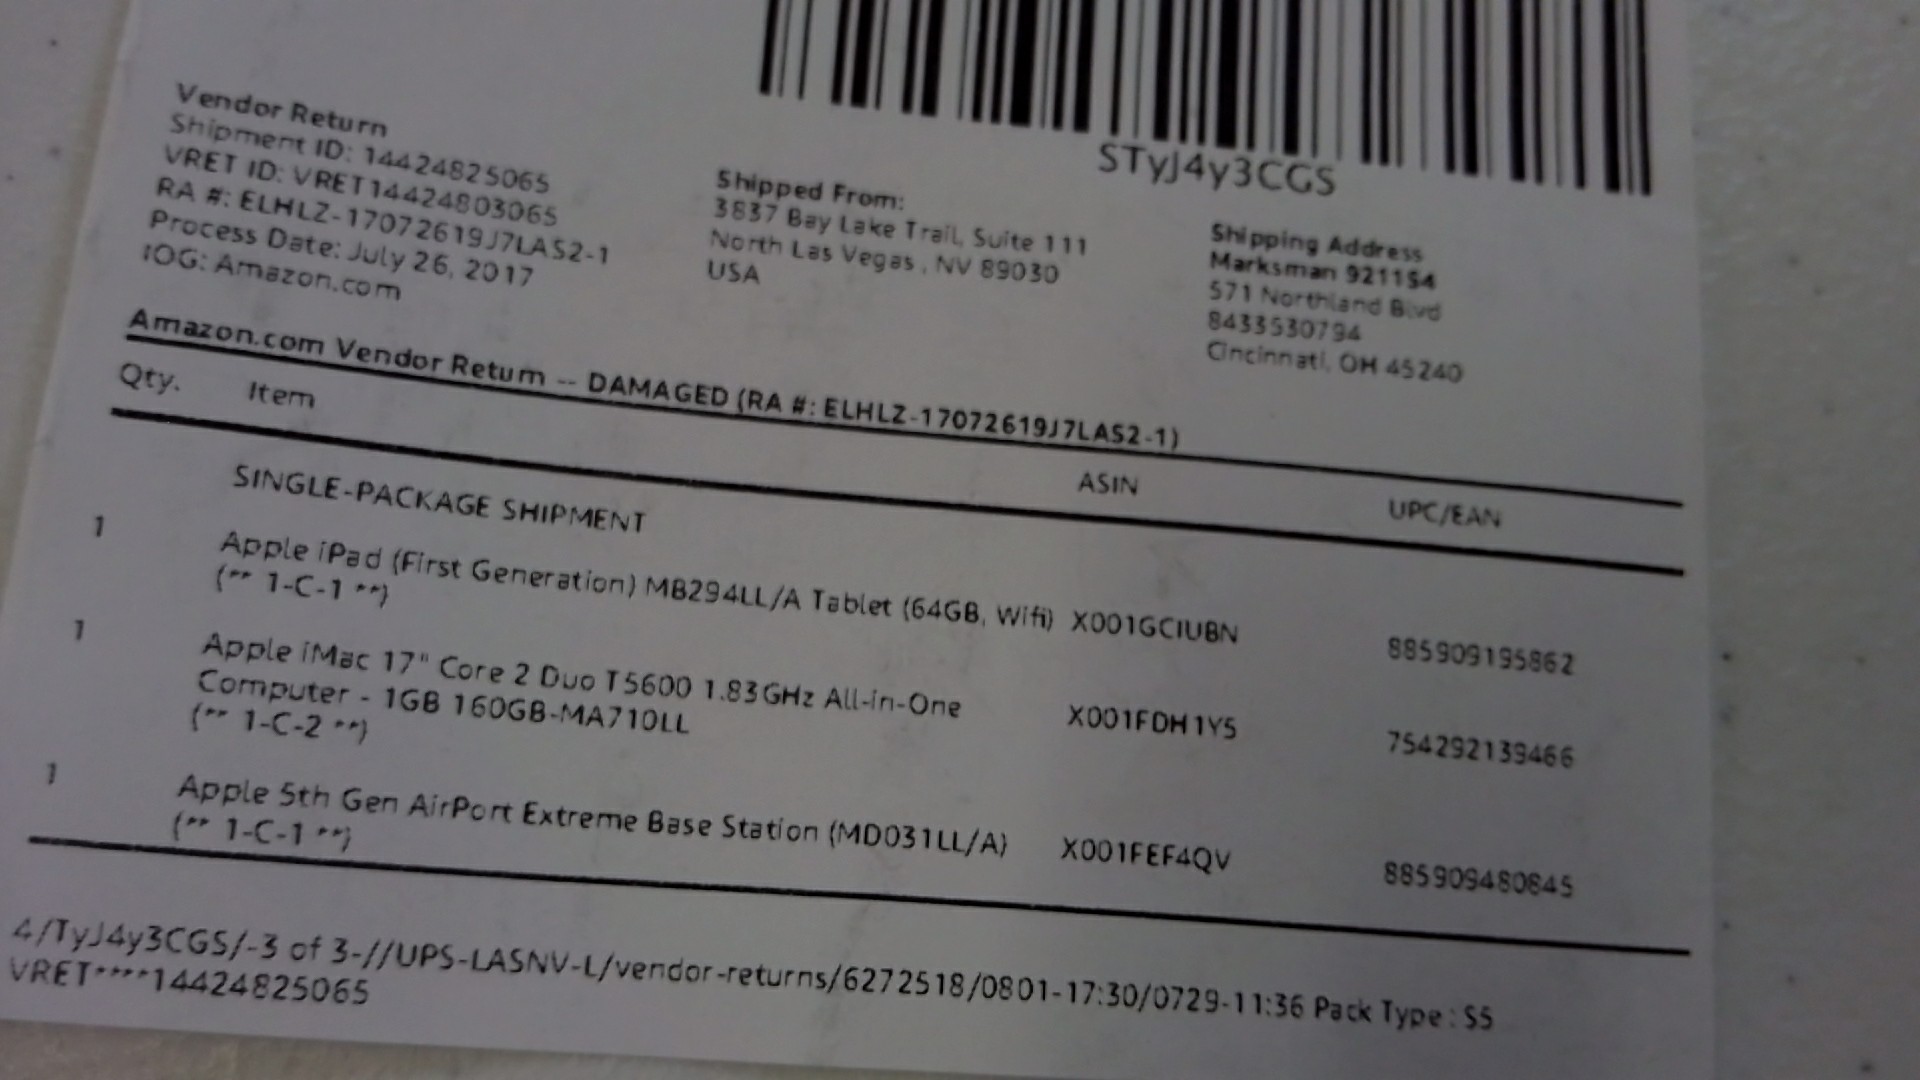 STyJ4y3CGS
Vendor Return
Shipment ID: 14424825065
VRET ID: VRET14424803065
RA #: ELHLZ-17072619J7LAS2-1
Process Date: July 26, 2017
IOG: Amazon.com
Shipped From:
3837 Bay Lake Trail, Suite 111
North Las Vegas , NV 89030
USA
Shipping Address
Marksman 921154
571 Northland Blvd
8433530794
Cincinnati, OH 45240
Amazon.com Vendor Return -- DAMAGED (RA #: ELHLZ-17072619J7LAS2-1)
Qty. Item ASIN UPC/EAN
SINGLE-PACKAGE SHIPMENT
1 Apple iPad (First Generation) MB294LL/A Tablet (64GB, Wifi) X001GCIUBN 885909195862
(** 1-C-1 **)
1 Apple iMac 17" Core 2 Duo T5600 1.83GHz All-in-One
Computer - 1GB 160GB-MA710LL X001FDH1Y5 754292139466
(** 1-C-2 **)
1 Apple 5th Gen AirPort Extreme Base Station (MD031LL/A) X001FEF4QV 885909480845
(** 1-C-1 **)
4/TyJ4y3CGS/-3 of 3-//UPS-LASNV-L/vendor-returns/6272518/0801-17:30/0729-11:36 Pack Type : S5
VRET****14424825065